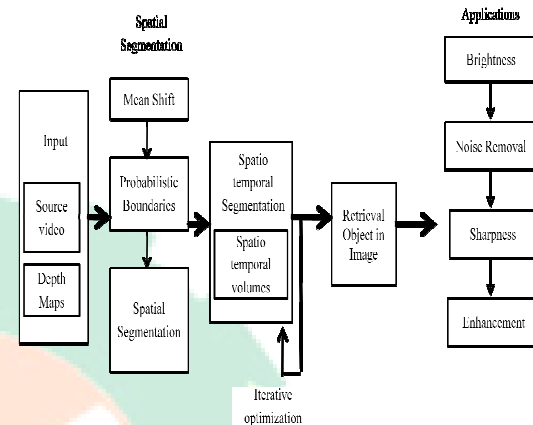 Spatial
Segmentation
Applications
Input
Source
video
Depth
Maps
Mean Shift
Probabilistic
Boundaries
Spatial
Segmentation
Spatio
temporal
Segmentation
Spatio
temporal
volumes
Iterative
optimization
Retrieval
Object in
Image
Brightness
Noise Removal
Sharpness
Enhancement